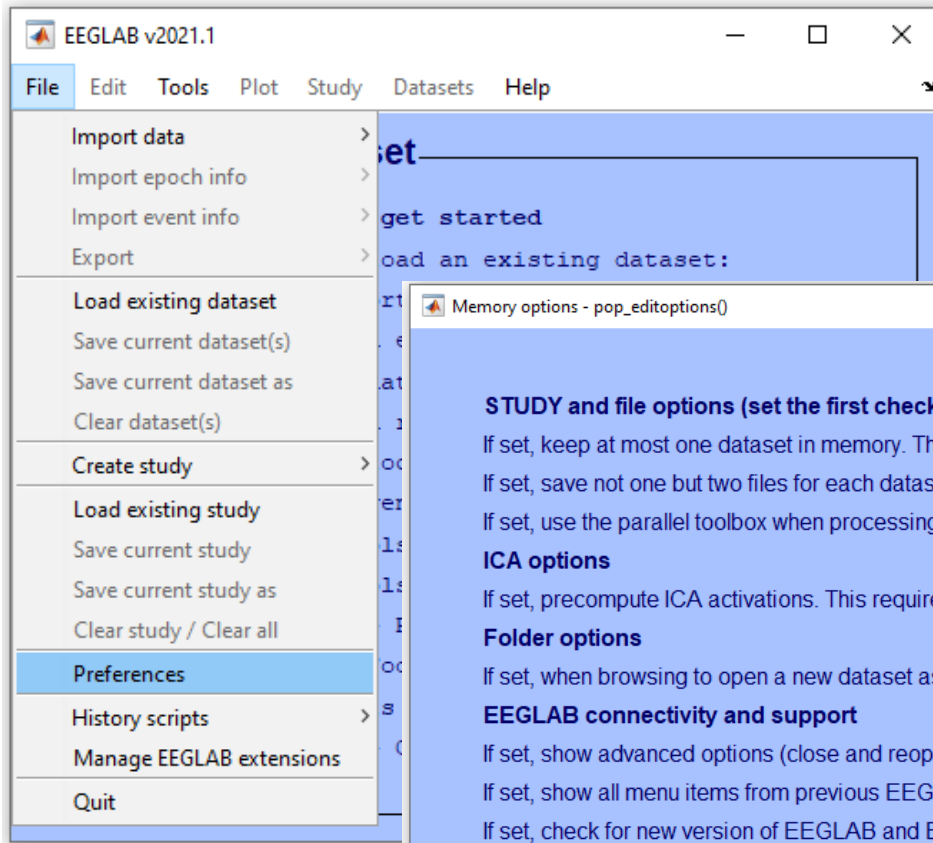 EEGLAB v2021.1
File Edit Tools Plot Study Datasets Help
Import data
Import epoch info
Import event info
Export
Load existing dataset
Save current dataset(s)
Save current dataset as
Clear dataset(s)
Create study
Load existing study
Save current study
Save current study as
Clear study / Clear all
Preferences
History scripts
Manage EEGLAB extensions
Quit
set
get started
oad an existing dataset:
Memory options - pop_editoptions()
STUDY and file options (set the first check
If set, keep at most one dataset in memory. Th
If set, save not one but two files for each datas
If set, use the parallel toolbox when processing
ICA options
If set, precompute ICA activations. This require
Folder options
If set, when browsing to open a new dataset as
EEGLAB connectivity and support
If set, show advanced options (close and reop
If set, show all menu items from previous EEG
If set, check for new version of EEGLAB and E